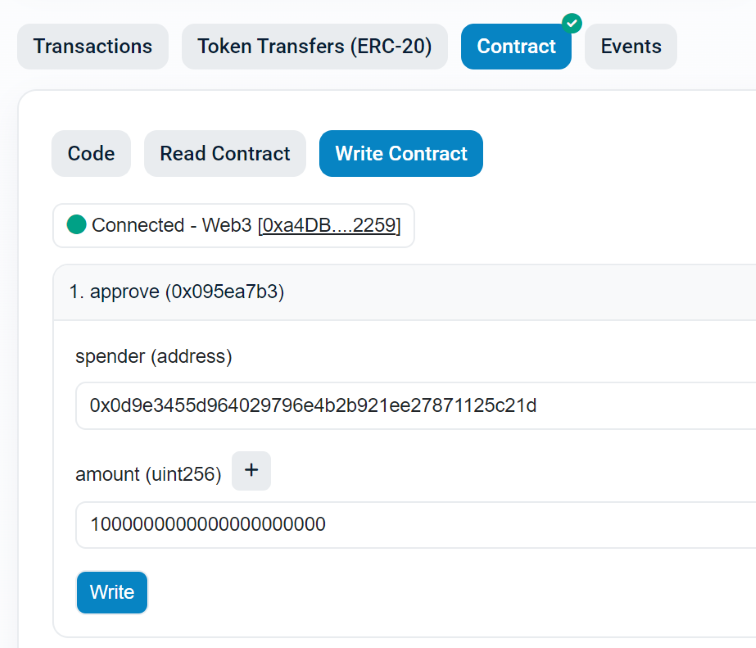 Transactions
Token Transfers (ERC-20)
Contract
Events
Code
Read Contract
Write Contract
Connected - Web3 [0xa4DB....2259]
1. approve (0x095ea7b3)
spender (address)
0x0d9e3455d964029796e4b2b921ee27871125c21d
amount (uint256) +
1000000000000000000000
Write